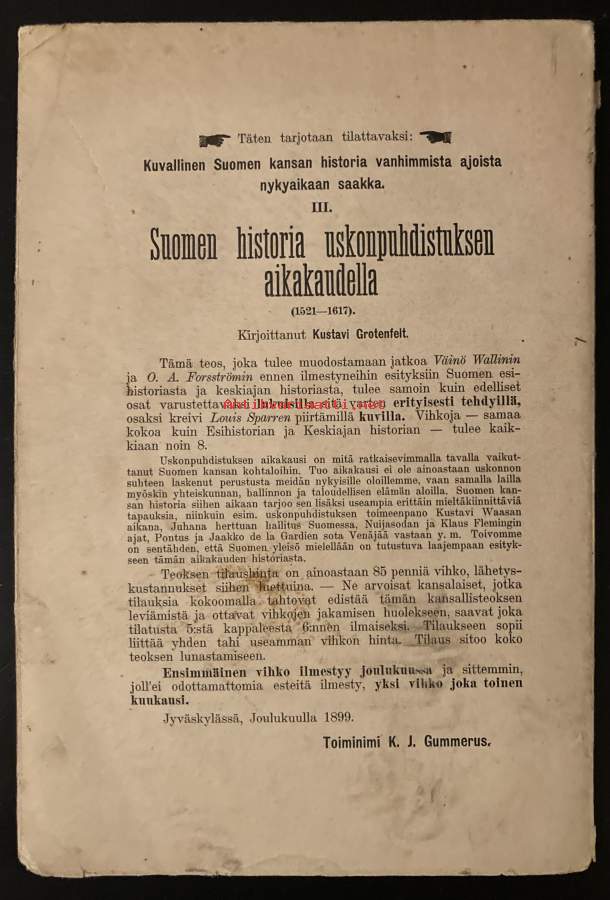 Täten tarjotaan tilattavaksi:
Kuvallinen Suomen kansan historia vanhimmista ajoista
nykyaikaan saakka.
III.
Suomen historia uskonpuhdistuksen
aikakaudella
(1521—1617).
Kirjoittanut Kustavi Grotenfelt.
Tämä teos, joka tulee muodostamaan jatkoa Väinö Wallinin
ja O. A. Forsströmin ennen ilmestyneihin esityksiin Suomen esi-
historiasta ja keskiajan historiasta, tulee samoin kuin edelliset
osat varustettavaksi lukuisilla sitä varten erityisesti tehdyillä,
osaksi kreivi Louis Sparren piirtämillä kuvilla. Vihkoja — samaa
kokoa kuin Esihistorian ja Keskiajan historian — tulee kaik-
kiaan noin 8.
Uskonpuhdistuksen aikakausi on mitä ratkaisevimmalla tavalla vaikut-
tanut Suomen kansan kohtaloihin. Tuo aikakausi ei ole ainoastaan uskonnon
suhteen laskenut perustusta meidän nykyisille oloillemme, vaan samalla lailla
myöskin yhteiskunnan, hallinnon ja taloudellisen elämän aloilla. Suomen kan-
san historia siihen aikaan tarjoo sen lisäksi useampia erittäin mieltäkiinnittäviä
tapauksia, niinkuin esim. uskonpuhdistuksen toimeenpano Kustavi Waasan
aikana, Juhana herttuan hallitus Suomessa, Nuijasodan ja Klaus Flemingin
ajat, Pontus ja Jaakko de la Gardien sota Venäjää vastaan y. m. Toivomme
on sentähden, että Suomen yleisö mielellään on tutustuva laajempaan esityk-
seen tämän aikakauden historiasta.
Teoksen tilaushinta on ainoastaan 85 penniä vihko, lähetys-
kustannukset siihen luettuina. — Ne arvoisat kansalaiset, jotka
tilauksia kokoomalla tahtovat edistää tämän kansallisteoksen
leviämistä ja ottavat vihkojen jakamisen huolekseen, saavat joka
tilatusta 5:stä kappaleesta 6:nnen ilmaiseksi. Tilaukseen sopii
liittää yhden tahi useamman vihkon hinta. Tilaus sitoo koko
teoksen lunastamiseen.
Ensimmäinen vihko ilmestyy joulukuussa ja sittemmin,
joll'ei odottamattomia esteitä ilmesty, yksi vihko joka toinen
kuukausi.
Jyväskylässä, Joulukuulla 1899.
Toiminimi K. J. Gummerus.